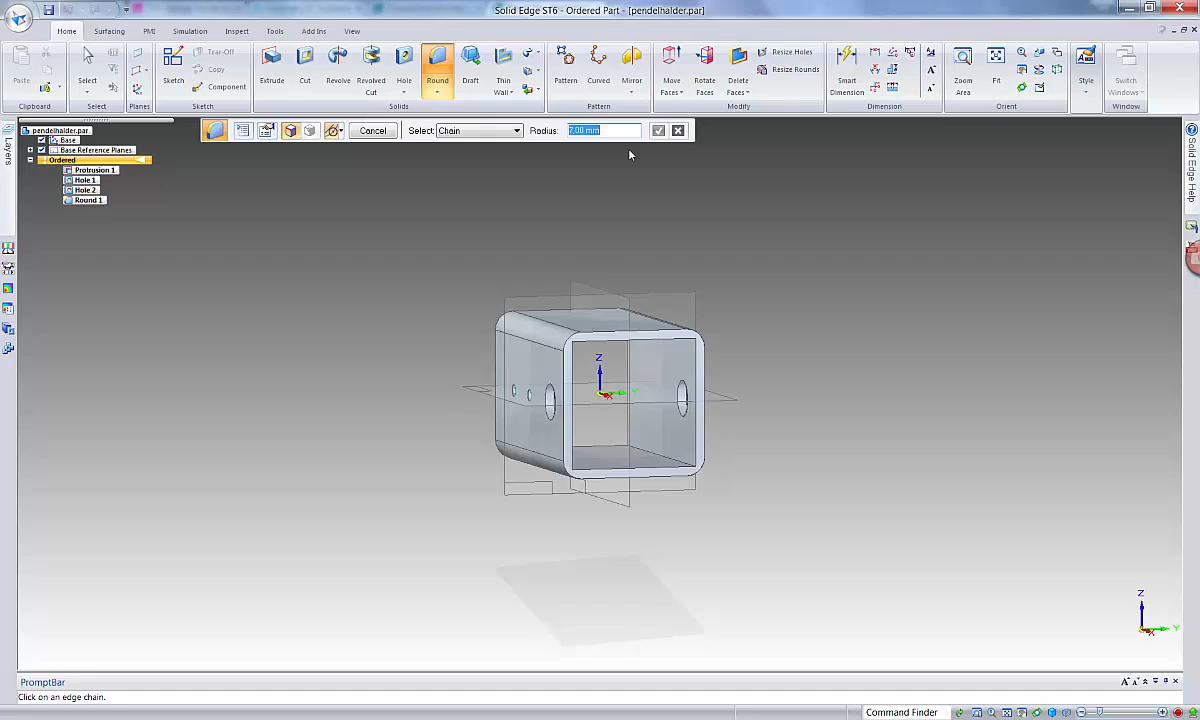 Solid Edge ST6 - Ordered Part - [pendelhalder.par]
Home Surfacing PMI Simulation Inspect Tools Add Ins View
Paste
Clipboard
Select
Select
Planes
Sketch
Tear-Off
Copy
Component
Sketch
Extrude Cut Revolve Revolved Cut Hole Round Draft Thin Wall
Solids
Pattern Curved Mirror
Pattern
Move Faces Rotate Faces Delete Faces
Resize Holes
Resize Rounds
Modify
Smart Dimension
Dimension
Zoom Area Fit
Orient
Style
Switch Windows
Window
Cancel Select: Chain Radius: 7,00 mm
pendelhalder.par
Base
Base Reference Planes
Ordered
Protrusion 1
Hole 1
Hole 2
Round 1
Layers
Solid Edge Help
Z
Y
X
Z
Y
X
PromptBar
Click on an edge chain.
Command Finder